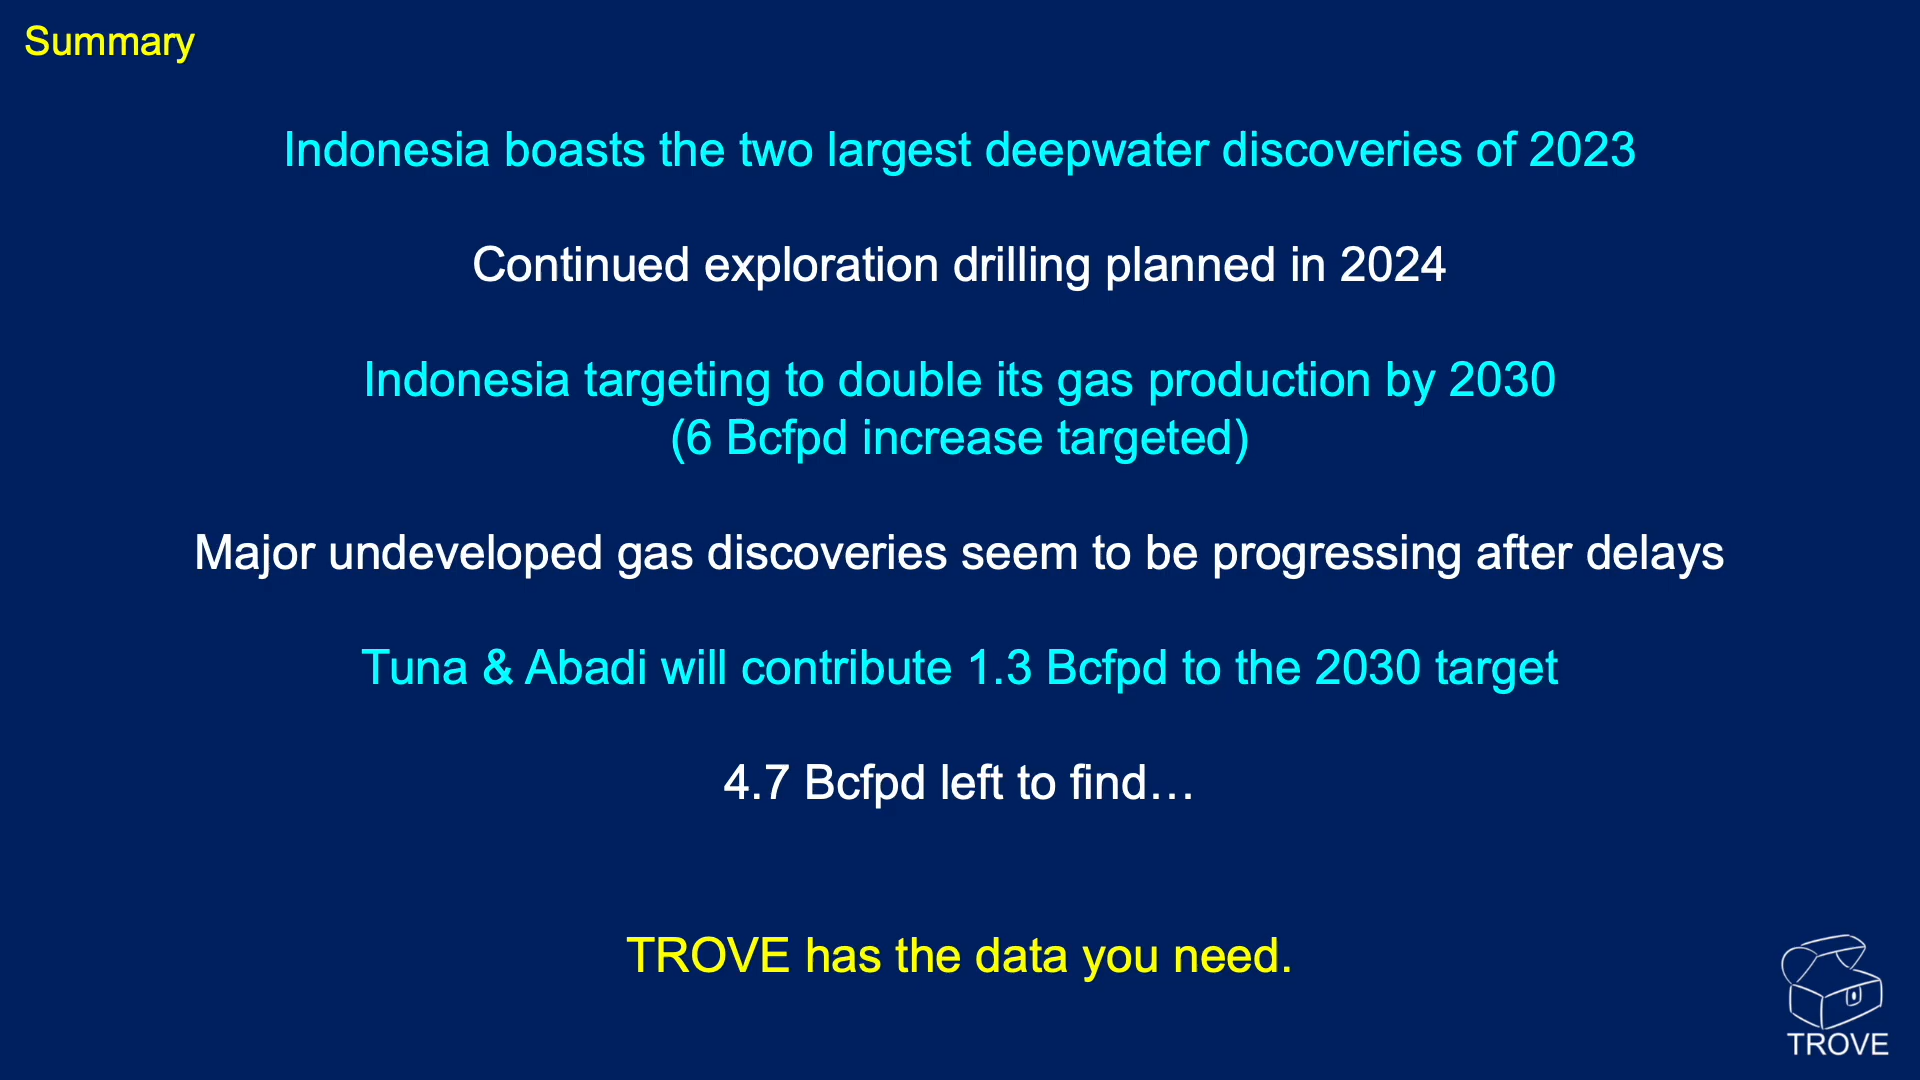 Summary
Indonesia boasts the two largest deepwater discoveries of 2023
Continued exploration drilling planned in 2024
Indonesia targeting to double its gas production by 2030
(6 Bcfpd increase targeted)
Major undeveloped gas discoveries seem to be progressing after delays
Tuna & Abadi will contribute 1.3 Bcfpd to the 2030 target
4.7 Bcfpd left to find…
TROVE has the data you need.
TROVE